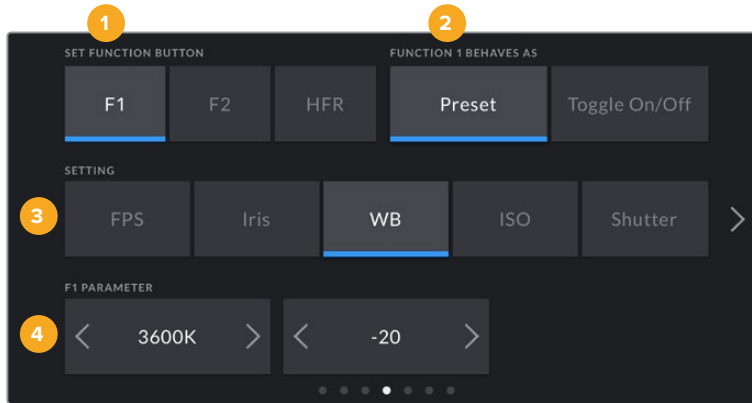 1 2
SET FUNCTION BUTTON FUNCTION 1 BEHAVES AS
F1 F2 HFR Preset Toggle On/Off
SETTING
3 FPS Iris WB ISO Shutter
F1 PARAMETER
4 3600K -20